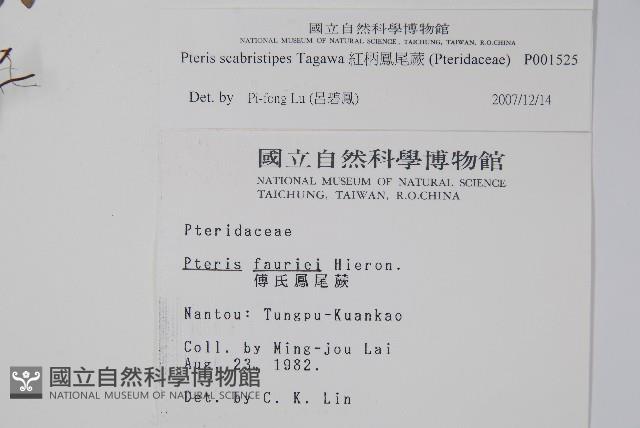 國立自然科學博物館
NATIONAL MUSEUM OF NATURAL SCIENCE, TAICHUNG, TAIWAN, R.O.CHINA
Pteris scabristipes Tagawa 紅柄鳳尾蕨 (Pteridaceae) P001525
Det. by Pi-fong Lu (呂碧鳳) 2007/12/14
國立自然科學博物館
NATIONAL MUSEUM OF NATURAL SCIENCE
TAICHUNG, TAIWAN, R.O.CHINA
Pteridaceae
Pteris fauriei Hieron.
傅氏鳳尾蕨
Nantou: Tungpu-Kuankao
Coll. by Ming-jou Lai
Aug. 23, 1982.
Det. by C. K. Lin
國立自然科學博物館
NATIONAL MUSEUM OF NATURAL SCIENCE